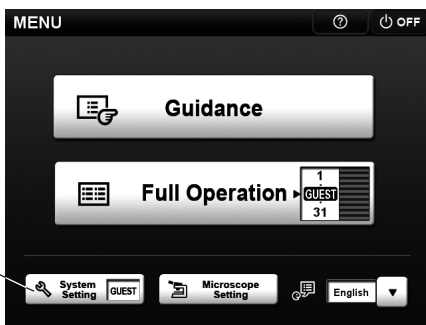 MENU
? OFF
Guidance
Full Operation
1
GUEST
31
System
Setting
GUEST
Microscope
Setting
English